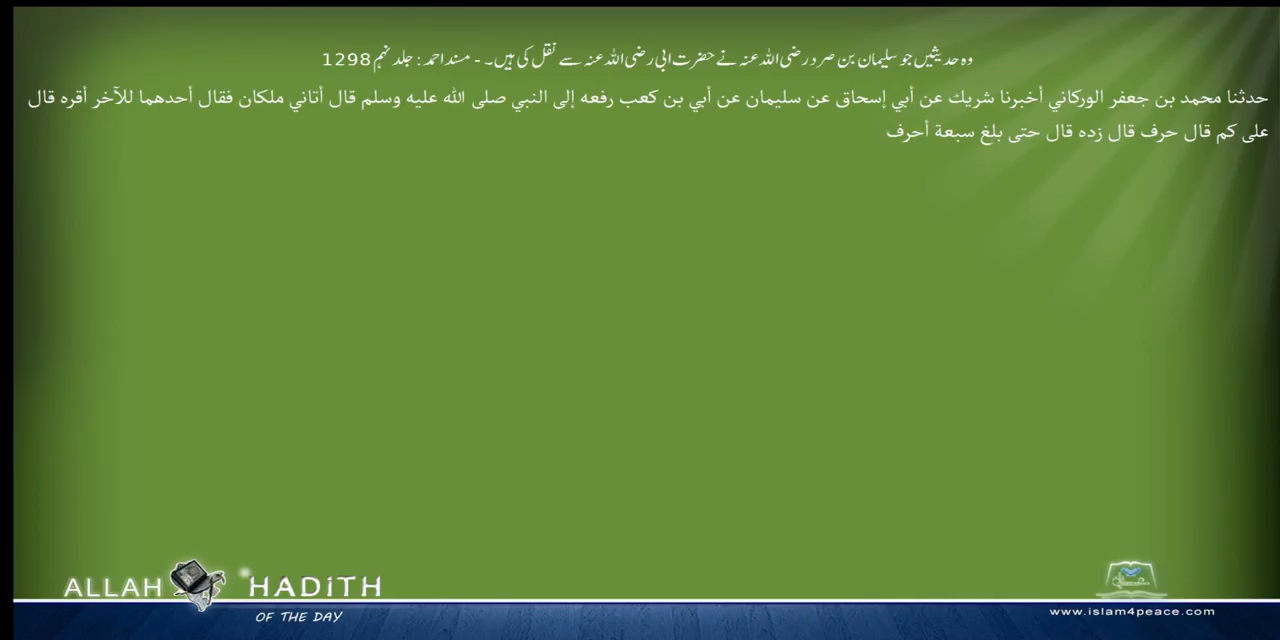 وہ حدیثیں جو سلیمان بن صرد رضی اللہ عنہ نے حضرت ابی رضی اللہ عنہ سے نقل کی ہیں۔ - مسند احمد : جلد نہم 1298
حدثنا محمد بن جعفر الوركاني أخبرنا شريك عن أبي إسحاق عن سليمان عن أبي بن كعب رفعه إلى النبي صلى الله عليه وسلم قال أتاني ملكان فقال أحدهما للآخر أقره قال
على كم قال حرف قال زده قال حتى بلغ سبعة أحرف
ALLAH HADITH
OF THE DAY
www.islam4peace.com